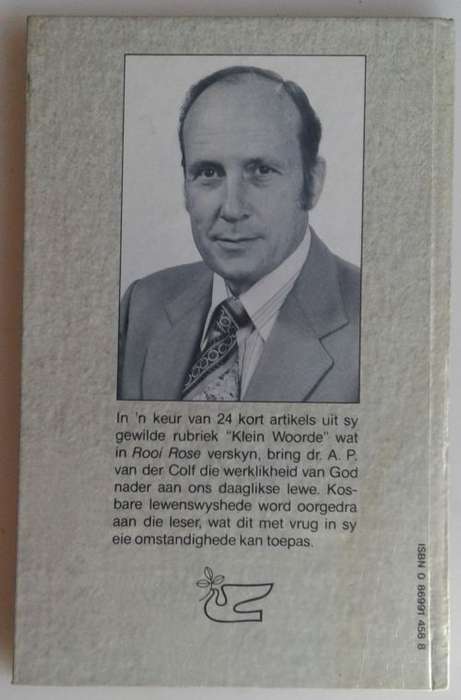 In 'n keur van 24 kort artikels uit sy
gewilde rubriek "Klein Woorde" wat
in Rooi Rose verskyn, bring dr. A. P.
van der Colf die werklikheid van God
nader aan ons daaglikse lewe. Kos-
bare lewenswyshede word oorgedra
aan die leser, wat dit met vrug in sy
eie omstandighede kan toepas.
ISBN 0 86991 458 8